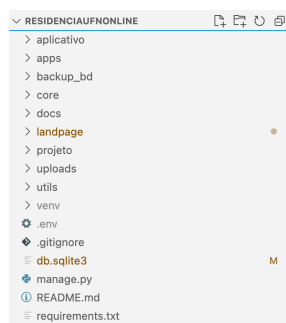 RESIDENCIAUFNONLINE
aplicativo
apps
backup_bd
core
docs
landpage
projeto
uploads
utils
venv
.env
.gitignore
db.sqlite3 M
manage.py
README.md
requirements.txt